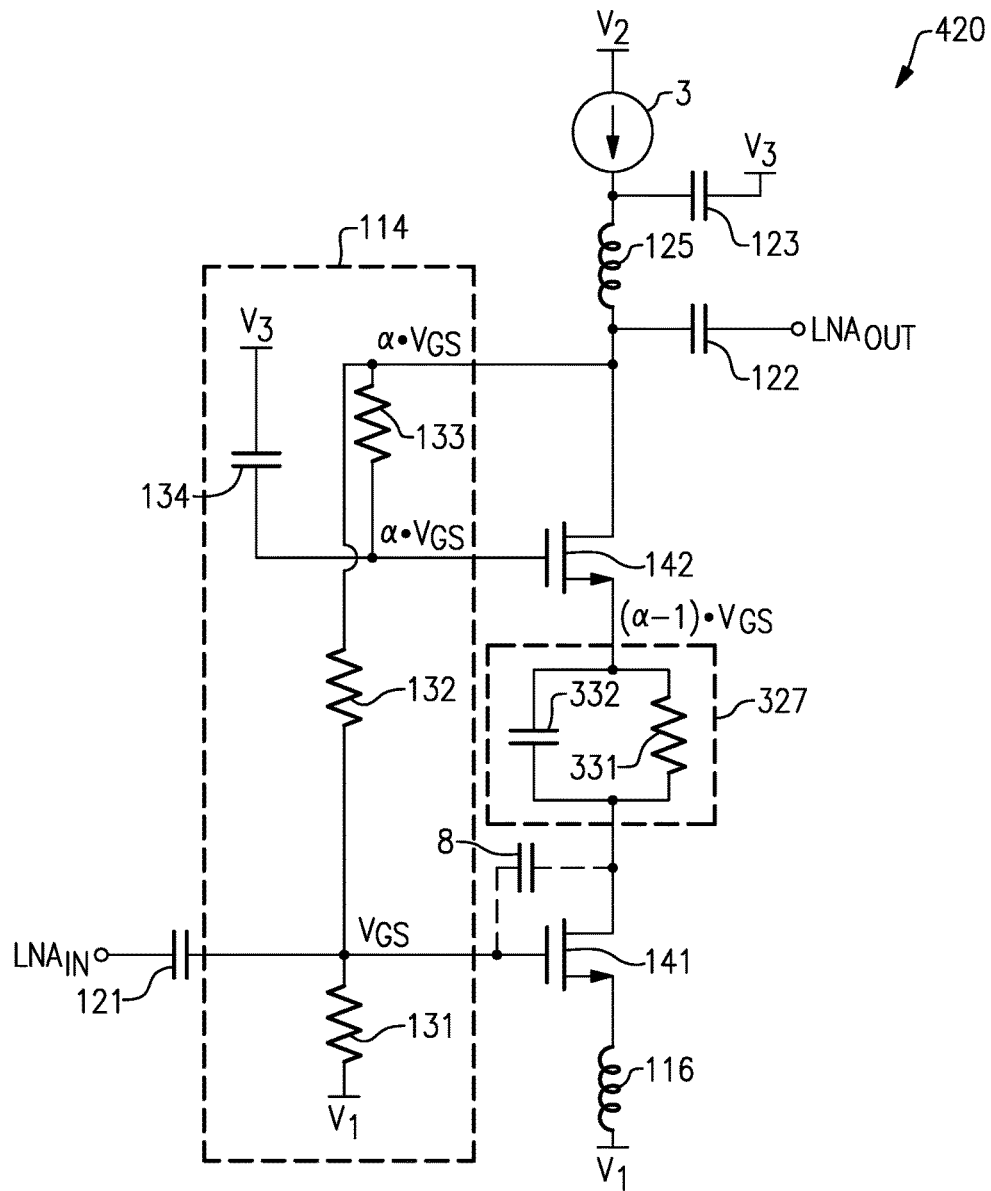 V2
420
3
V3
123
125
114
V3
α•VGS
LNAOUT
122
133
134
α•VGS
142
(α−1)•VGS
132
332
327
331
8
VGS
LNAIN
121
141
131
V1
116
V1